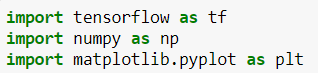 import tensorflow as tf
import numpy as np
import matplotlib.pyplot as plt